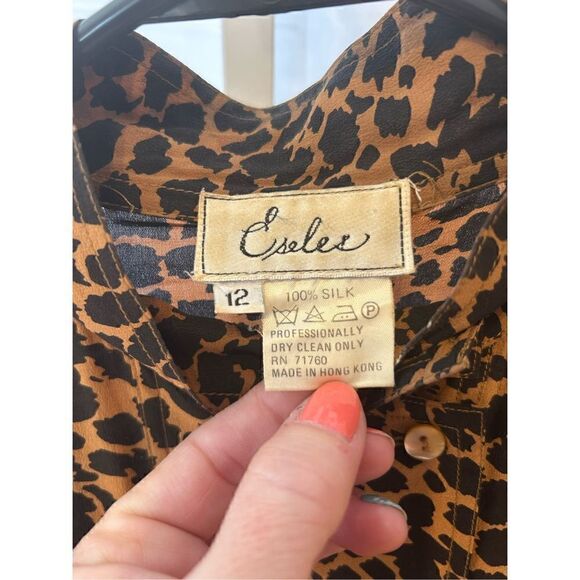 Eseles
12
100% SILK
P
PROFESSIONALLY
DRY CLEAN ONLY
RN 71760
MADE IN HONG KONG